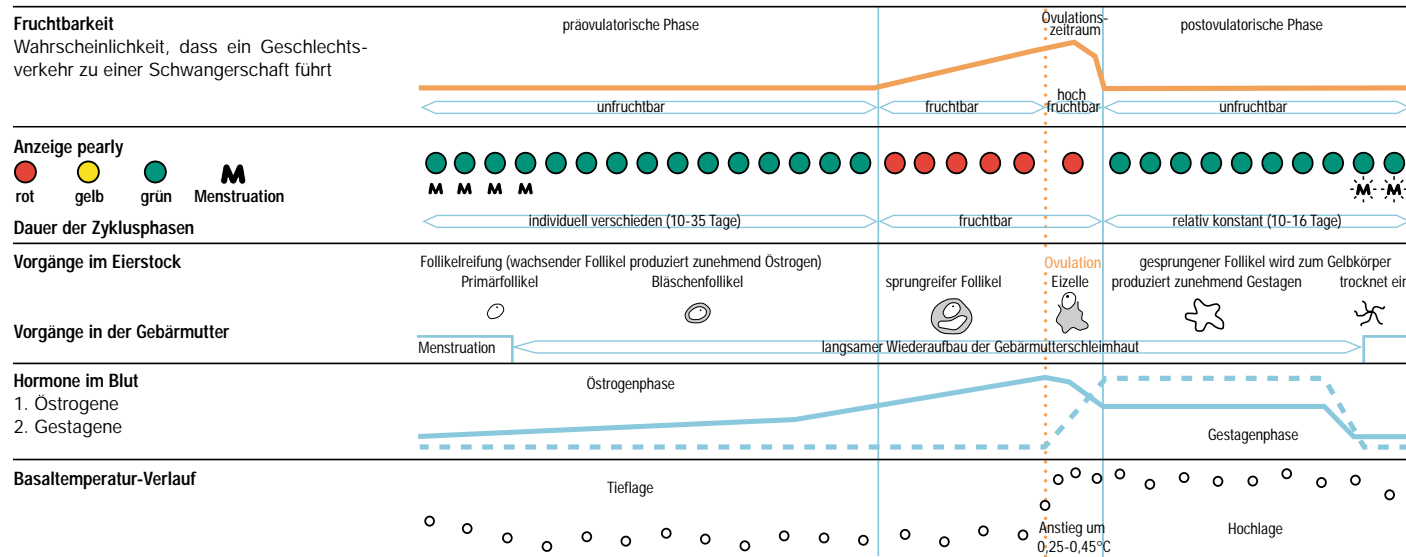 Fruchtbarkeit
Wahrscheinlichkeit, dass ein Geschlechts-
verkehr zu einer Schwangerschaft führt
präovulatorische Phase
Ovulations-
zeitraum
postovulatorische Phase
unfruchtbar
fruchtbar
hoch
fruchtbar
unfruchtbar
Anzeige pearly
rot
gelb
grün
M
Menstruation
M M M M
M M
Dauer der Zyklusphasen
individuell verschieden (10-35 Tage)
fruchtbar
relativ konstant (10-16 Tage)
Vorgänge im Eierstock
Follikelreifung (wachsender Follikel produziert zunehmend Östrogen)
Ovulation
gesprungener Follikel wird zum Gelbkörper
Primärfollikel
Bläschenfollikel
sprungreifer Follikel
Eizelle
produziert zunehmend Gestagen
trocknet ein
Vorgänge in der Gebärmutter
Menstruation
langsamer Wiederaufbau der Gebärmutterschleimhaut
Hormone im Blut
1. Östrogene
2. Gestagene
Östrogenphase
Gestagenphase
Basaltemperatur-Verlauf
Tieflage
Anstieg um
0,25-0,45°C
Hochlage